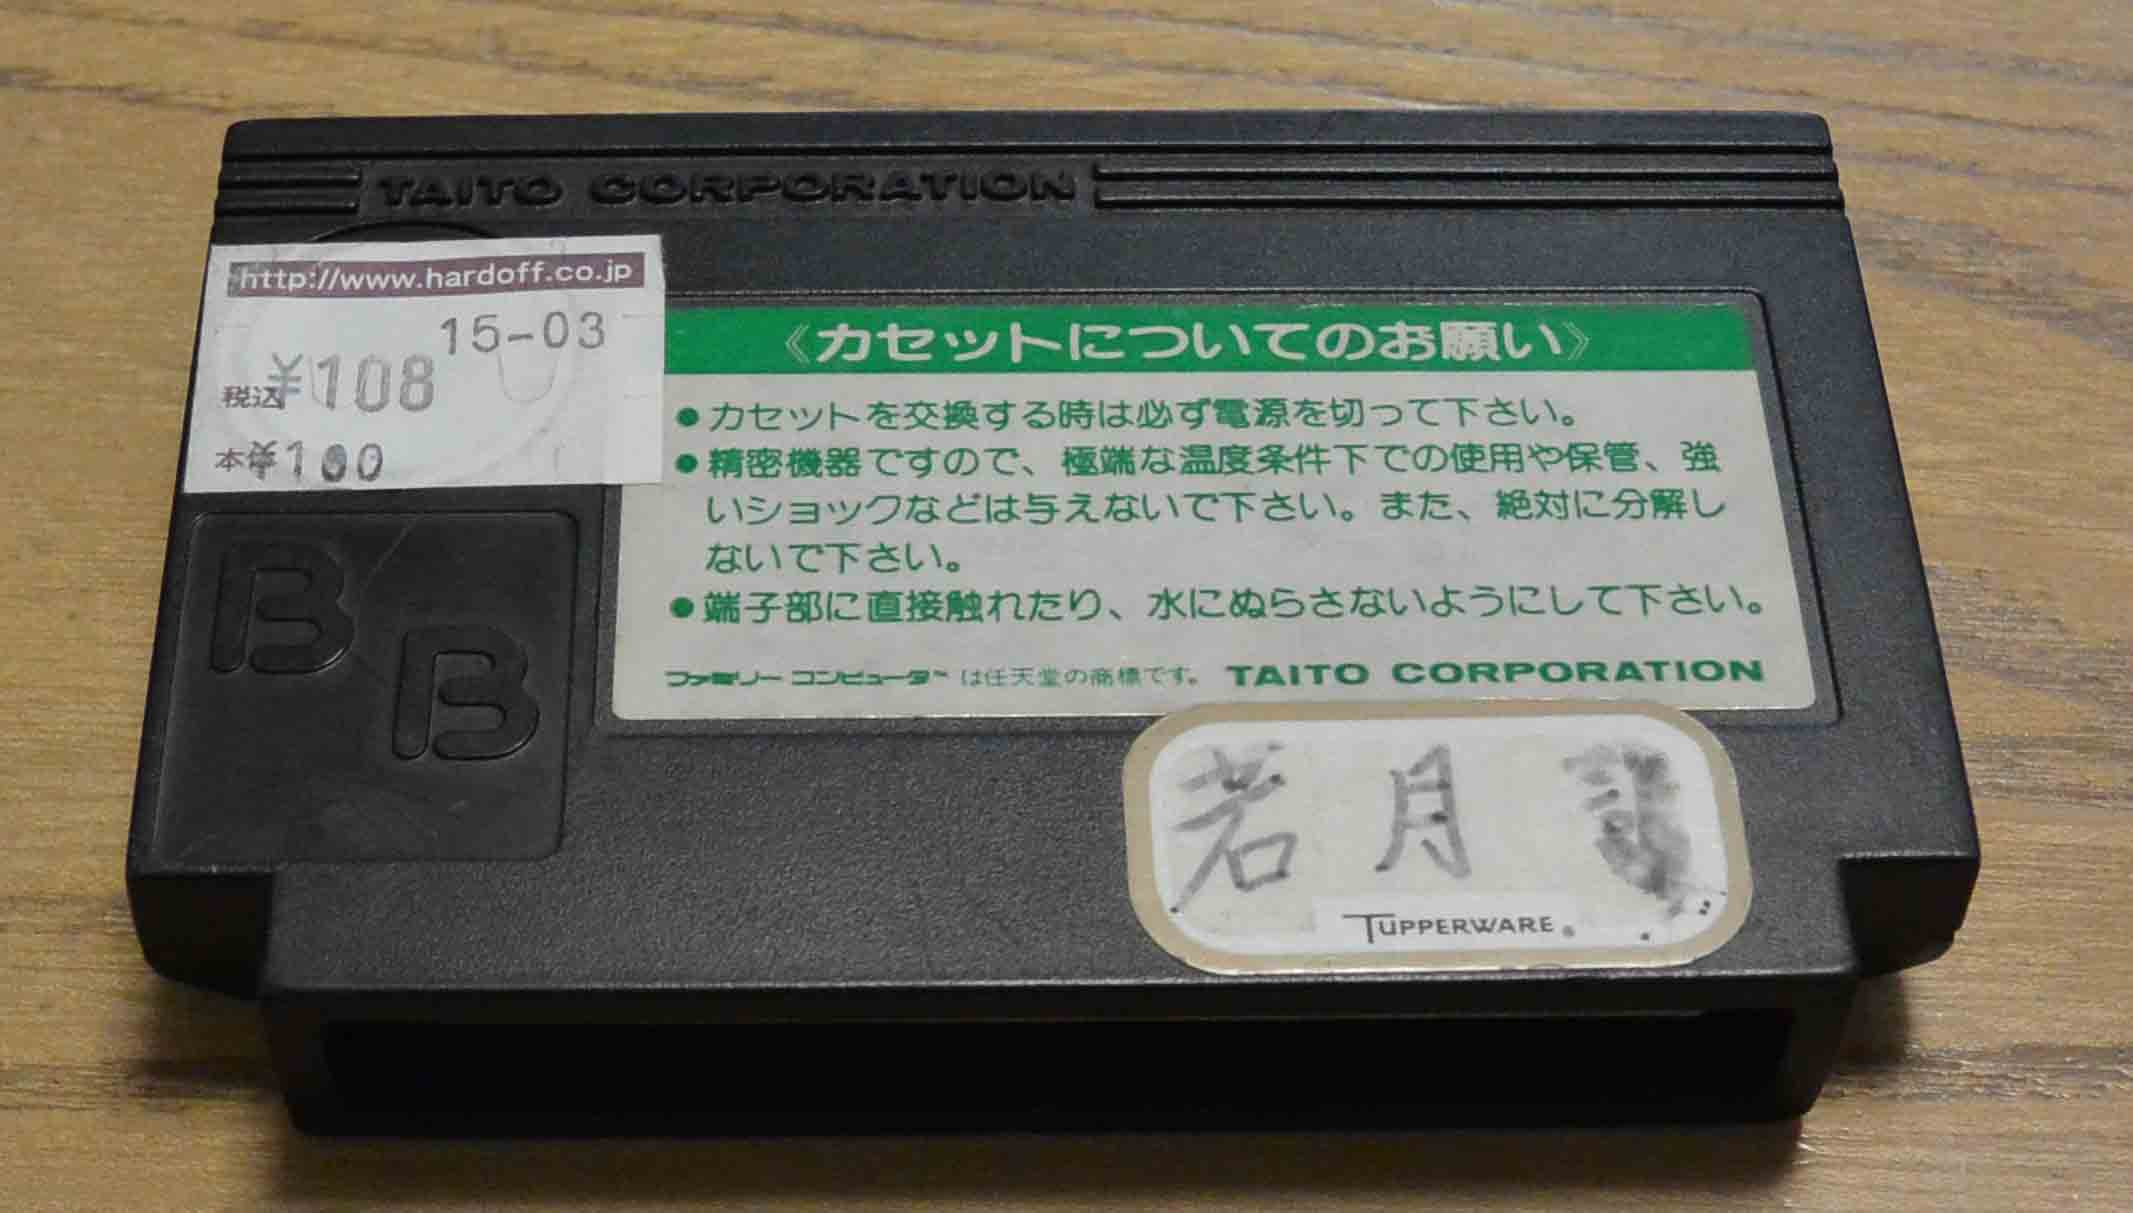 TAITO CORPORATION
http://www.hardoff.co.jp
15-03
税込 ¥108
本体 ¥100
《カセットについてのお願い》
●カセットを交換する時は必ず電源を切って下さい。
●精密機器ですので、極端な温度条件下での使用や保管、強
いショックなどは与えないで下さい。また、絶対に分解し
ないで下さい。
●端子部に直接触れたり、水にぬらさないようにして下さい。
ファミリーコンピュータ™は任天堂の商標です。 TAITO CORPORATION
B
B
若月
TUPPERWARE®